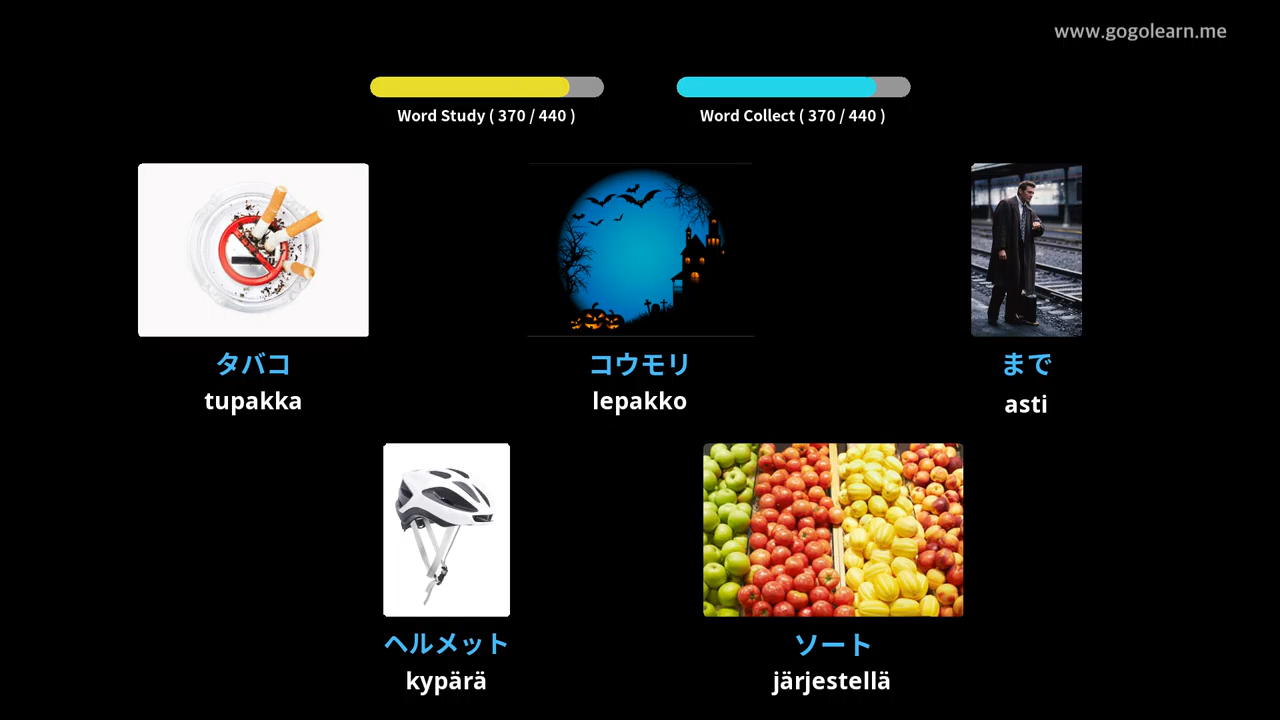 www.gogolearn.me
Word Study ( 370 / 440 )
Word Collect ( 370 / 440 )
タバコ
tupakka
コウモリ
lepakko
まで
asti
ヘルメット
kypärä
ソート
järjestellä